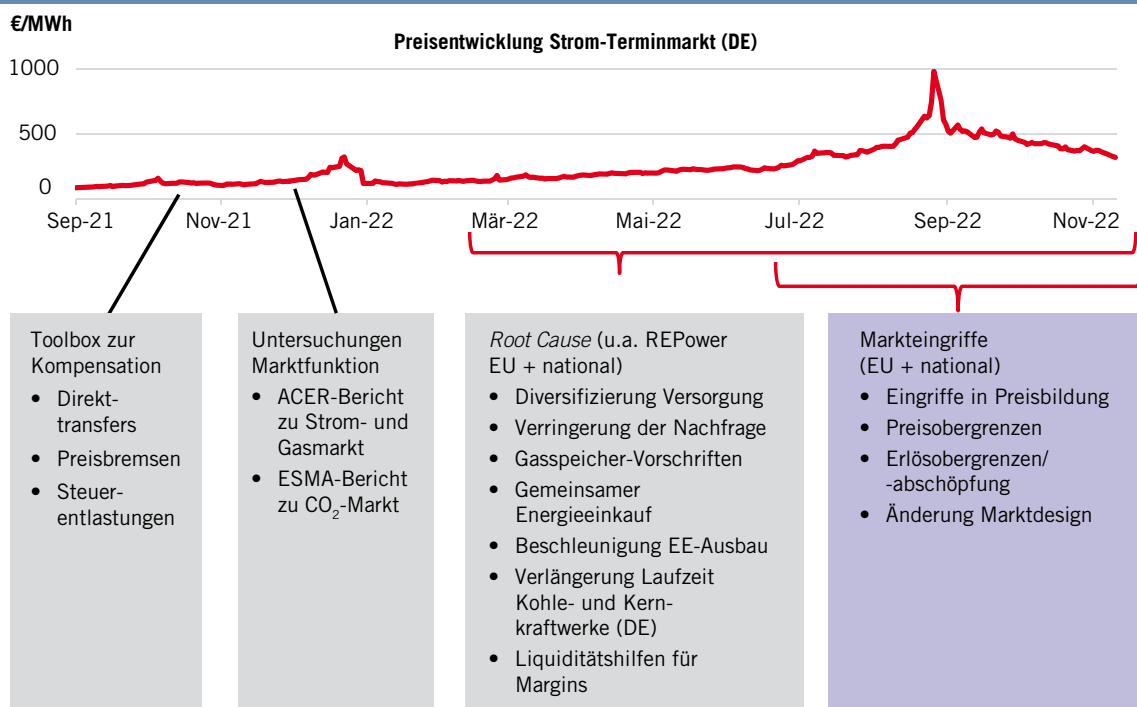 €/MWh
Preisentwicklung Strom-Terminmarkt (DE)
1000
500
0
Sep-21
Nov-21
Jan-22
Mär-22
Mai-22
Jul-22
Sep-22
Nov-22
Toolbox zur
Kompensation
• Direkt-
transfers
• Preisbremsen
• Steuer-
entlastungen
Untersuchungen
Marktfunktion
• ACER-Bericht
zu Strom- und
Gasmarkt
• ESMA-Bericht
zu CO₂-Markt
Root Cause (u.a. REPower
EU + national)
• Diversifizierung Versorgung
• Verringerung der Nachfrage
• Gasspeicher-Vorschriften
• Gemeinsamer
Energieeinkauf
• Beschleunigung EE-Ausbau
• Verlängerung Laufzeit
Kohle- und Kern-
kraftwerke (DE)
• Liquiditätshilfen für
Margins
Markteingriffe
(EU + national)
• Eingriffe in Preisbildung
• Preisobergrenzen
• Erlösobergrenzen/
-abschöpfung
• Änderung Marktdesign